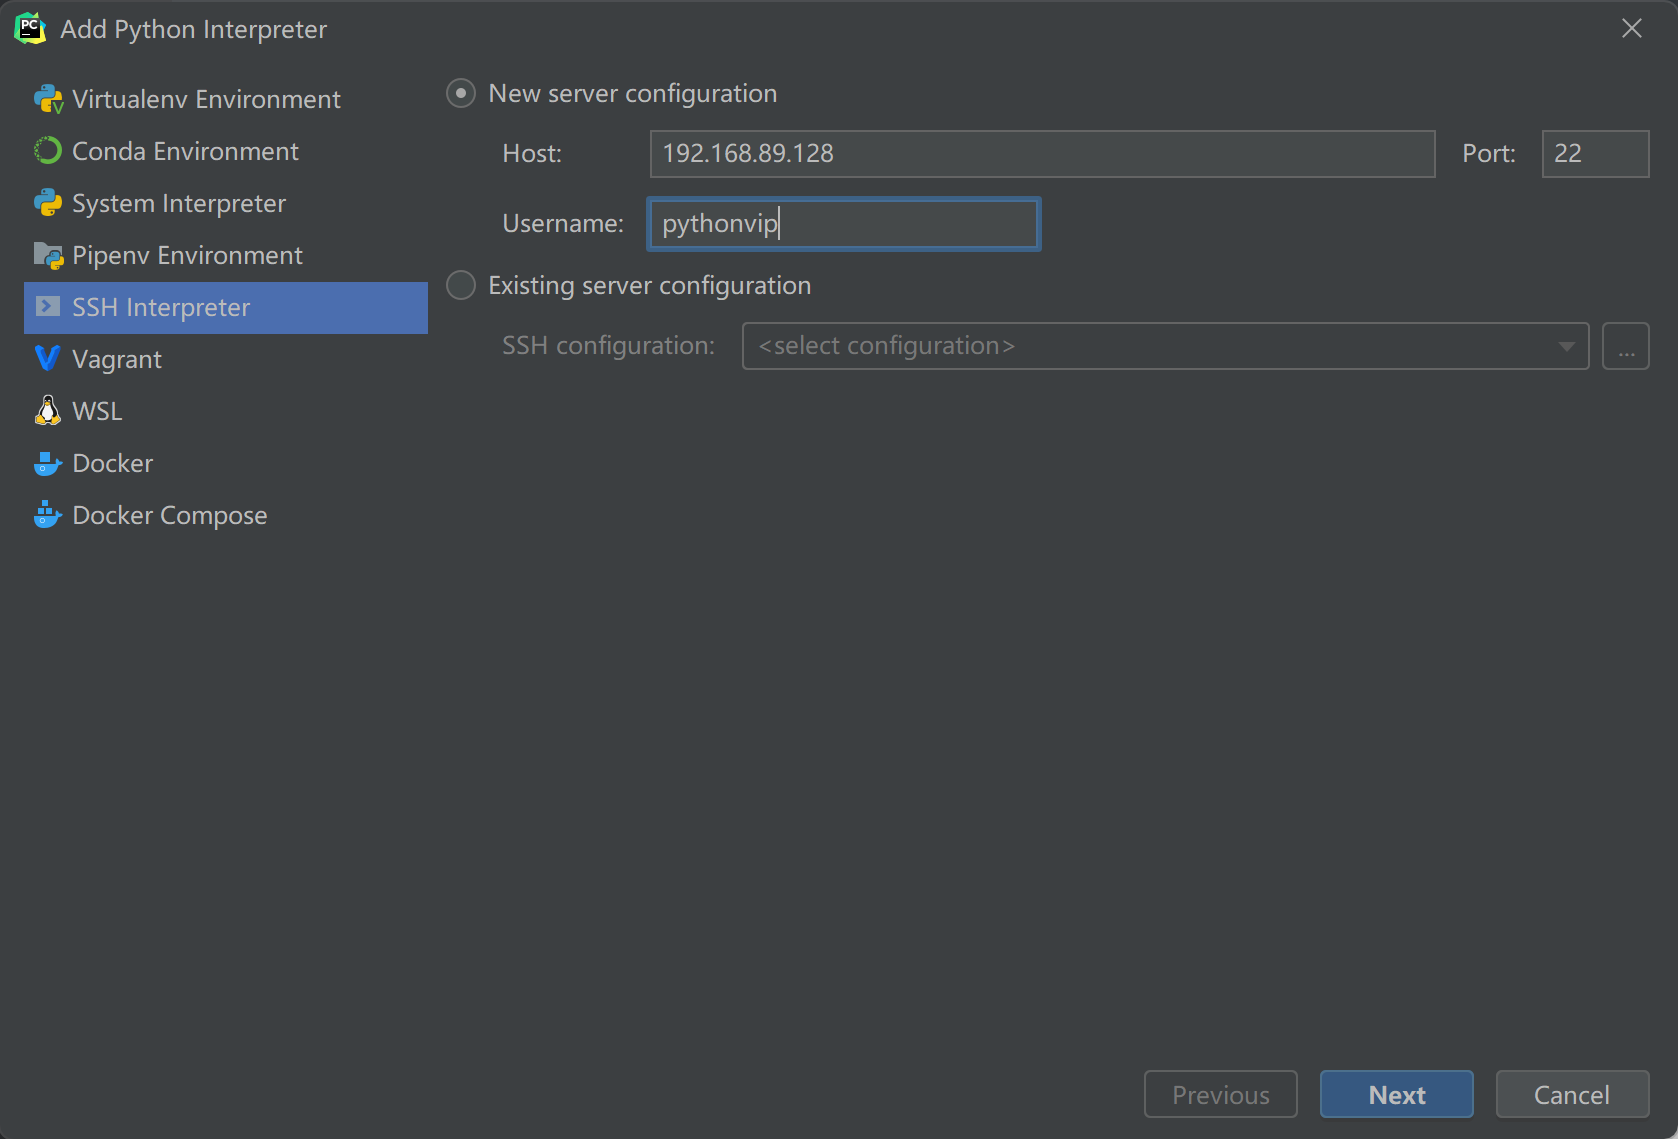 PC Add Python Interpreter
Virtualenv Environment
Conda Environment
System Interpreter
Pipenv Environment
SSH Interpreter
Vagrant
WSL
Docker
Docker Compose
New server configuration
Host: 192.168.89.128 Port: 22
Username: pythonvip
Existing server configuration
SSH configuration: <select configuration> ...
Previous Next Cancel